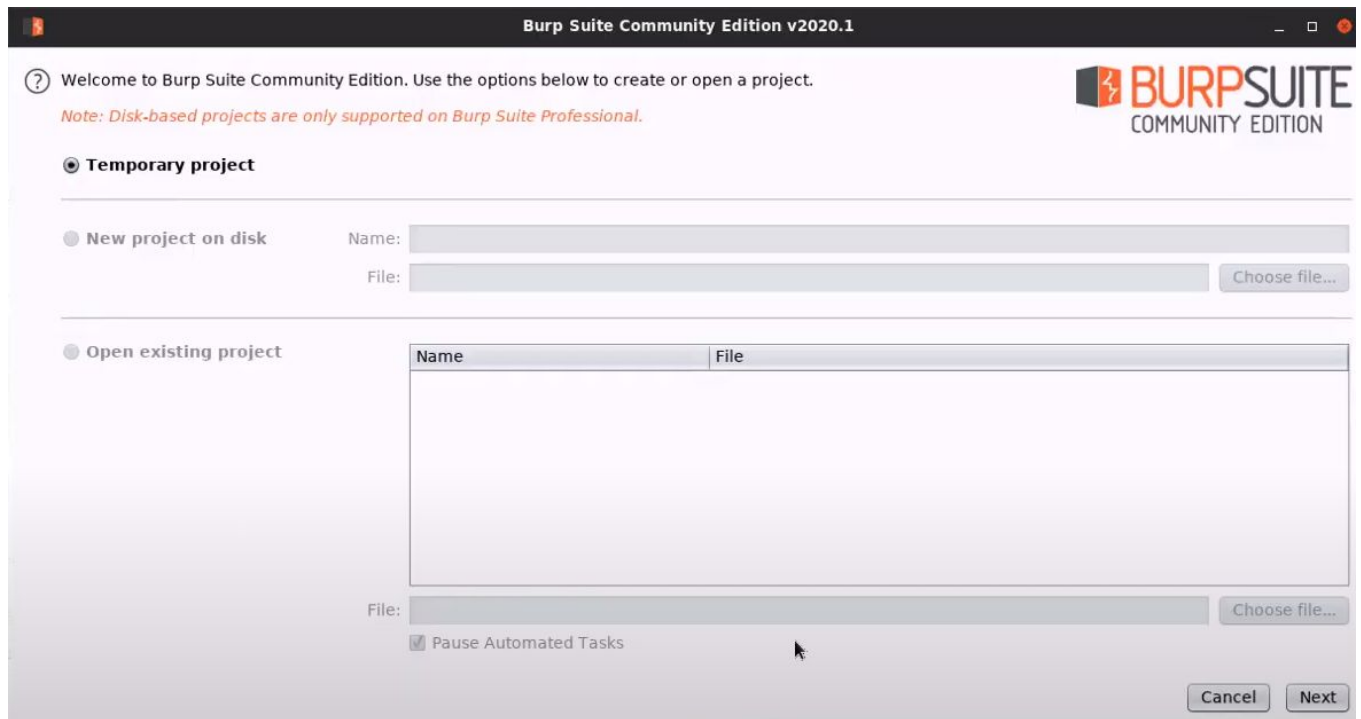 Burp Suite Community Edition v2020.1
Welcome to Burp Suite Community Edition. Use the options below to create or open a project.
Note: Disk-based projects are only supported on Burp Suite Professional.
BURPSUITE
COMMUNITY EDITION
Temporary project
New project on disk Name:
File: Choose file...
Open existing project Name File
File: Choose file...
Pause Automated Tasks
Cancel Next